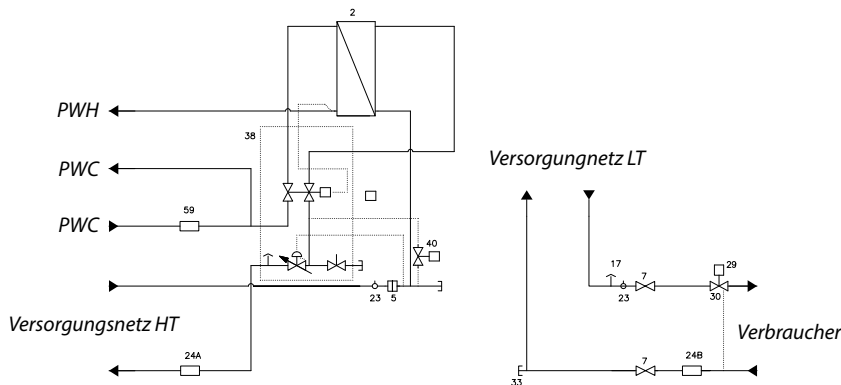 2
PWH
38
PWC
Versorgungnetz LT
59
PWC
40
17
7
29
23
5
23
30
Versorgungsnetz HT
Verbraucher
24A
7
24B
33